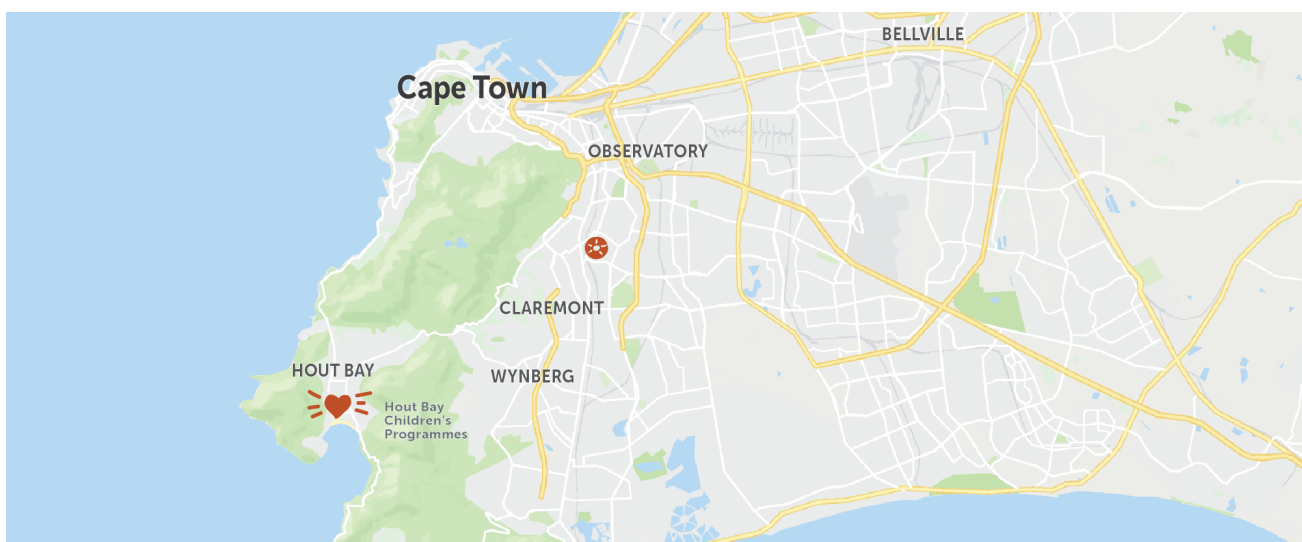 BELLVILLE
Cape Town
OBSERVATORY
CLAREMONT
HOUT BAY
WYNBERG
Hout Bay
Children's
Programmes